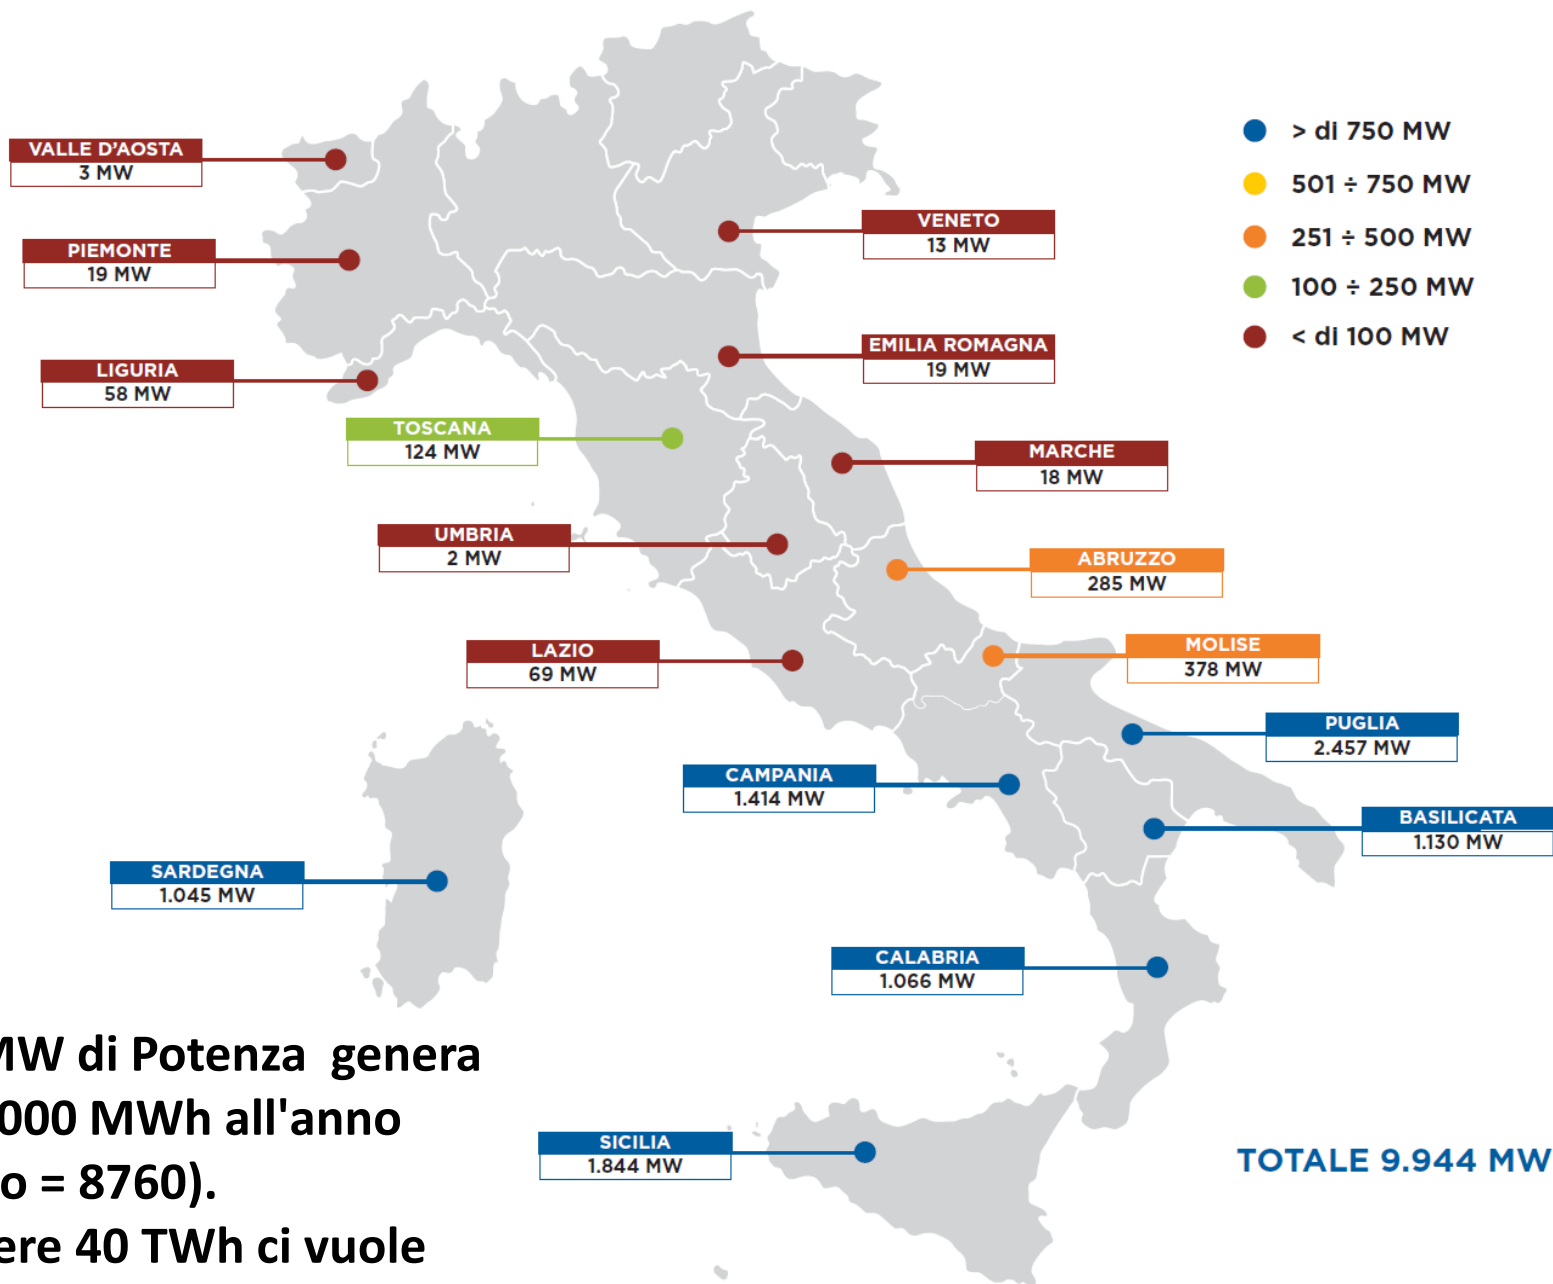 > di 750 MW
501 ÷ 750 MW
251 ÷ 500 MW
100 ÷ 250 MW
< di 100 MW
VALLE D'AOSTA
3 MW
PIEMONTE
19 MW
LIGURIA
58 MW
VENETO
13 MW
EMILIA ROMAGNA
19 MW
TOSCANA
124 MW
MARCHE
18 MW
UMBRIA
2 MW
ABRUZZO
285 MW
LAZIO
69 MW
MOLISE
378 MW
PUGLIA
2.457 MW
CAMPANIA
1.414 MW
BASILICATA
1.130 MW
SARDEGNA
1.045 MW
CALABRIA
1.066 MW
SICILIA
1.844 MW
TOTALE 9.944 MW
MW di Potenza genera
000 MWh all'anno
o = 8760).
ere 40 TWh ci vuole